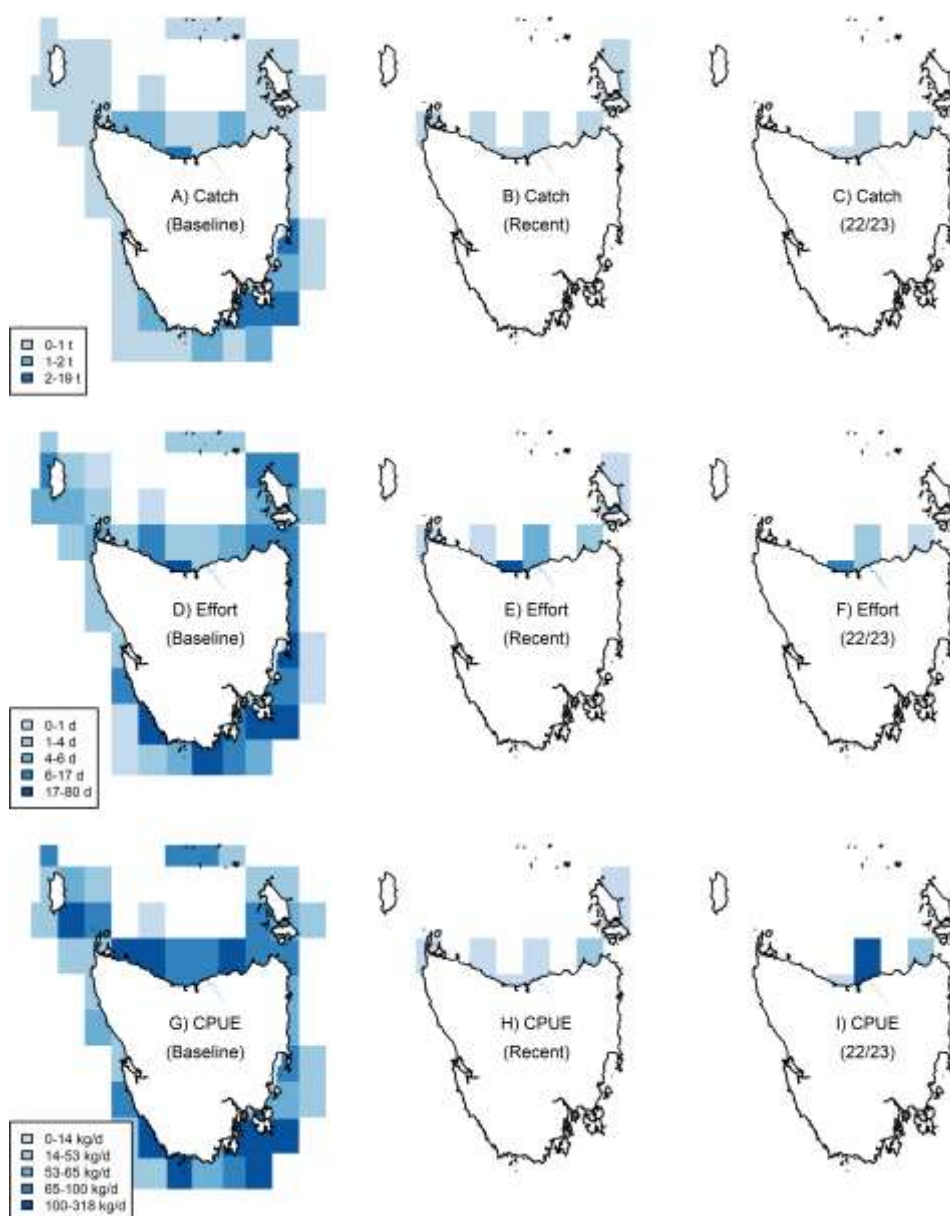 A) Catch
(Baseline)
B) Catch
(Recent)
C) Catch
(22/23)
0-1 t
1-2 t
2-19 t
D) Effort
(Baseline)
E) Effort
(Recent)
F) Effort
(22/23)
0-1 d
1-4 d
4-6 d
6-17 d
17-80 d
G) CPUE
(Baseline)
H) CPUE
(Recent)
I) CPUE
(22/23)
0-14 kg/d
14-53 kg/d
53-65 kg/d
65-100 kg/d
100-318 kg/d